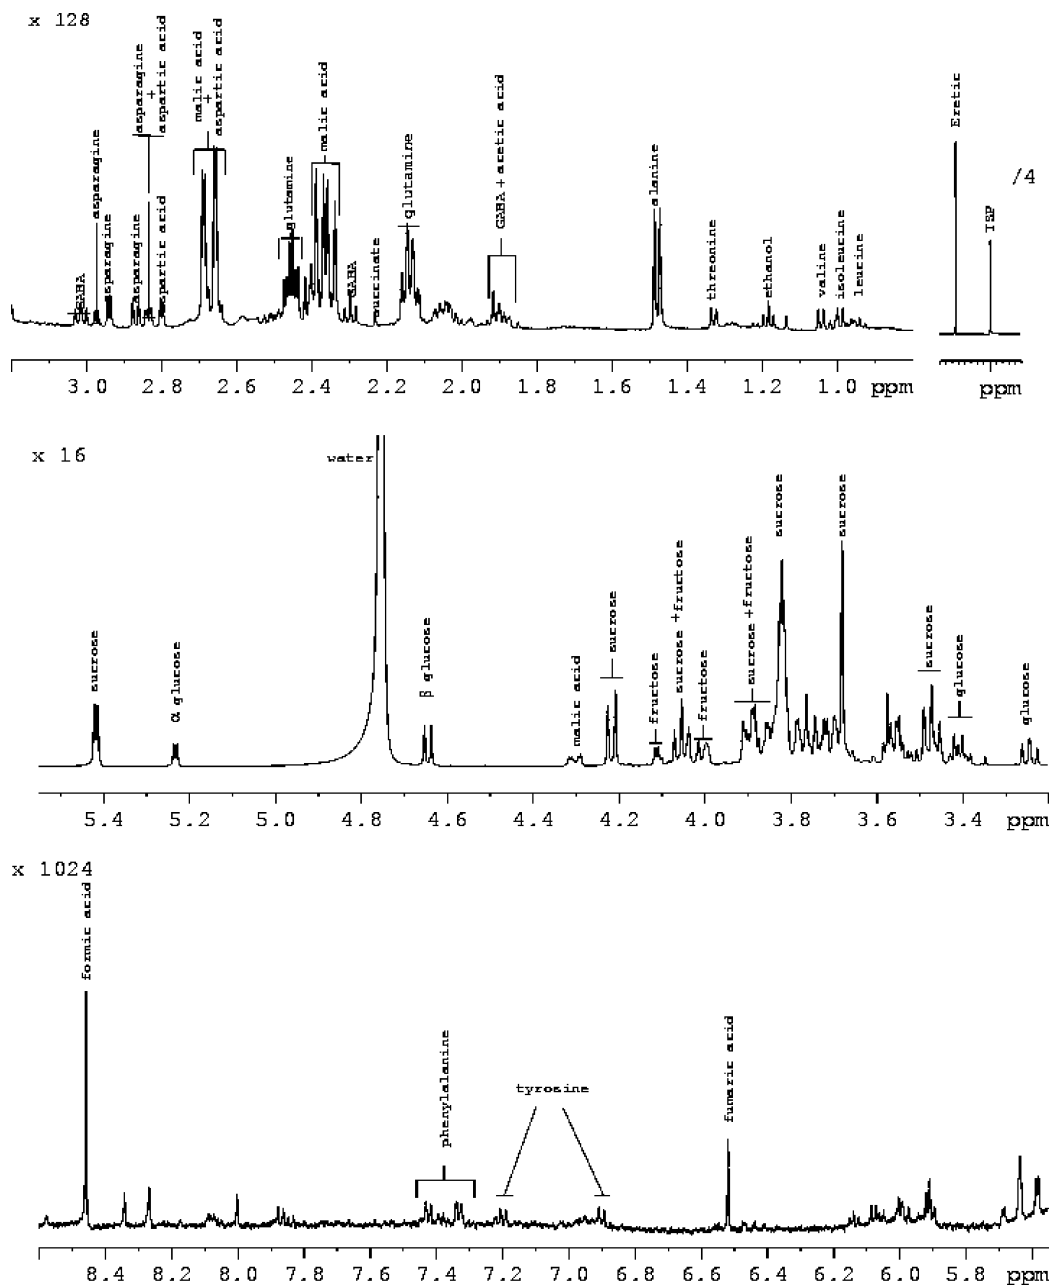 x 128
GABA
asparagine
asparagine
asparagine
asparagine
+
aspartic acid
aspartic acid
malic acid
+
aspartic acid
glutamine
malic acid
GABA
succinate
glutamine
GABA + acetic acid
alanine
threonine
ethanol
valine
isoleucine
leucine
Eretic
/4
TSP
3.0 2.8 2.6 2.4 2.2 2.0 1.8 1.6 1.4 1.2 1.0 ppm
ppm
x 16
water
sucrose
α glucose
β glucose
malic acid
sucrose
fructose
sucrose +fructose
fructose
sucrose +fructose
sucrose
sucrose
sucrose
glucose
glucose
5.4 5.2 5.0 4.8 4.6 4.4 4.2 4.0 3.8 3.6 3.4 ppm
x 1024
formic acid
phenylalanine
tyrosine
fumaric acid
8.4 8.2 8.0 7.8 7.6 7.4 7.2 7.0 6.8 6.6 6.4 6.2 6.0 5.8 ppm